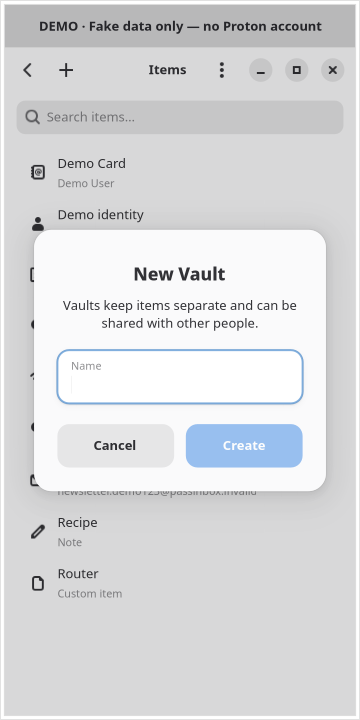 DEMO · Fake data only — no Proton account
Items
Search items...
Demo Card
Demo User
Demo identity
New Vault
Vaults keep items separate and can be
shared with other people.
Name
Cancel
Create
newsletter.demo123@passinbox.invalid
Recipe
Note
Router
Custom item